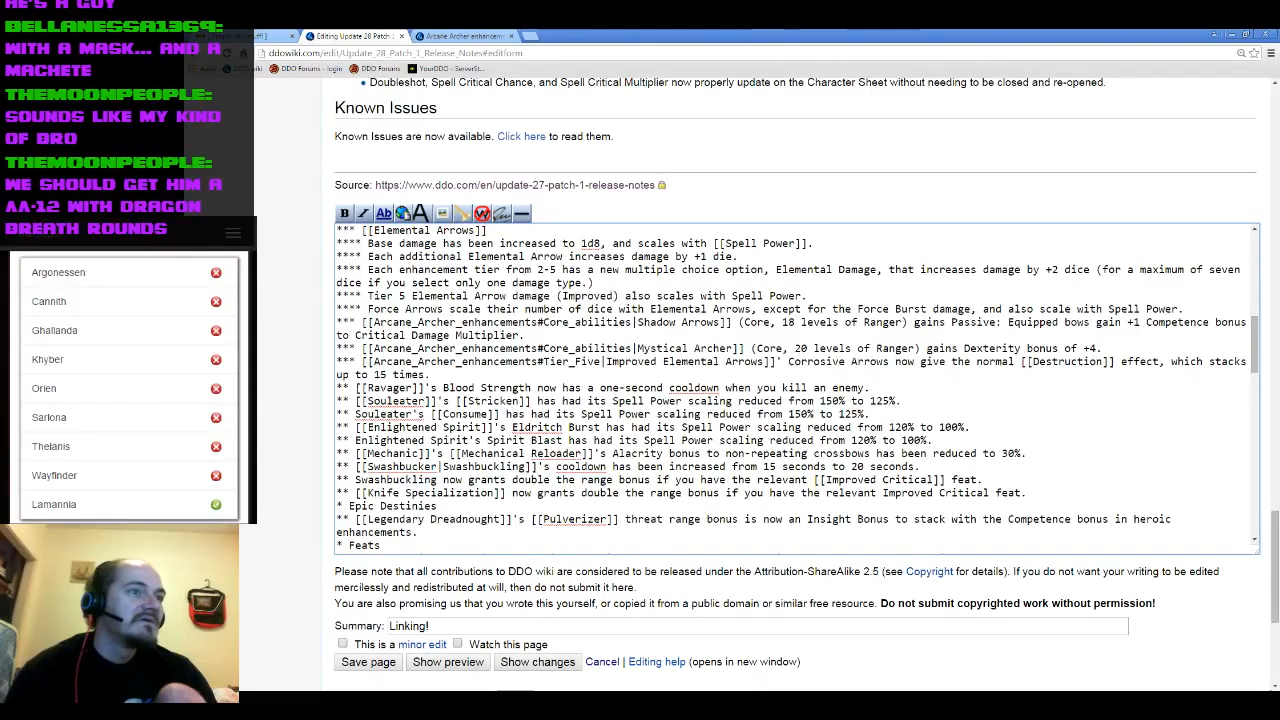 HE'S A GUY
BELLANESSA1369:
WITH A MASK... AND A
MACHETE
THEMOONPEOPLE:
SOUNDS LIKE MY KIND
OF BRO
THEMOONPEOPLE:
WE SHOULD GET HIM A
AA-12 WITH DRAGON
BREATH ROUNDS
Argonessen
Cannith
Ghallanda
Khyber
Orien
Sarlona
Thelanis
Wayfinder
Lamannia
Editing Update 28 Patch
Arcane Archer enhancem
ddowiki.com/edit/Update_28_Patch_1_Release_Notes#editform
Apps
DDO Forums - login
DDO Forums
YourDDO - ServerSt...
Doubleshot, Spell Critical Chance, and Spell Critical Multiplier now properly update on the Character Sheet without needing to be closed and re-opened.
Known Issues
Known Issues are now available. Click here to read them.
Source: https://www.ddo.com/en/update-27-patch-1-release-notes
*** [[Elemental Arrows]]
**** Base damage has been increased to 1d8, and scales with [[Spell Power]].
**** Each additional Elemental Arrow increases damage by +1 die.
**** Each enhancement tier from 2-5 has a new multiple choice option, Elemental Damage, that increases damage by +2 dice (for a maximum of seven
dice if you select only one damage type.)
**** Tier 5 Elemental Arrow damage (Improved) also scales with Spell Power.
**** Force Arrows scale their number of dice with Elemental Arrows, except for the Force Burst damage, and also scale with Spell Power.
*** [[Arcane_Archer_enhancements#Core_abilities|Shadow Arrows]] (Core, 18 levels of Ranger) gains Passive: Equipped bows gain +1 Competence bonus
to Critical Damage Multiplier.
*** [[Arcane_Archer_enhancements#Core_abilities|Mystical Archer]] (Core, 20 levels of Ranger) gains Dexterity bonus of +4.
*** [[Arcane_Archer_enhancements#Tier_Five|Improved Elemental Arrows]]' Corrosive Arrows now give the normal [[Destruction]] effect, which stacks
up to 15 times.
** [[Ravager]]'s Blood Strength now has a one-second cooldown when you kill an enemy.
** [[Souleater]]'s [[Stricken]] has had its Spell Power scaling reduced from 150% to 125%.
** Souleater's [[Consume]] has had its Spell Power scaling reduced from 150% to 125%.
** [[Enlightened Spirit]]'s Eldritch Burst has had its Spell Power scaling reduced from 120% to 100%.
** Enlightened Spirit's Spirit Blast has had its Spell Power scaling reduced from 120% to 100%.
** [[Mechanic]]'s [[Mechanical Reloader]]'s Alacrity bonus to non-repeating crossbows has been reduced to 30%.
** [[Swashbucker|Swashbuckling]]'s cooldown has been increased from 15 seconds to 20 seconds.
** Swashbuckling now grants double the range bonus if you have the relevant [[Improved Critical]] feat.
** [[Knife Specialization]] now grants double the range bonus if you have the relevant Improved Critical feat.
* Epic Destinies
** [[Legendary Dreadnought]]'s [[Pulverizer]] threat range bonus is now an Insight Bonus to stack with the Competence bonus in heroic
enhancements.
* Feats
Please note that all contributions to DDO wiki are considered to be released under the Attribution-ShareAlike 2.5 (see Copyright for details). If you do not want your writing to be edited
mercilessly and redistributed at will, then do not submit it here.
You are also promising us that you wrote this yourself, or copied it from a public domain or similar free resource. Do not submit copyrighted work without permission!
Summary: Linking!
This is a minor edit Watch this page
Save page Show preview Show changes Cancel | Editing help (opens in new window)